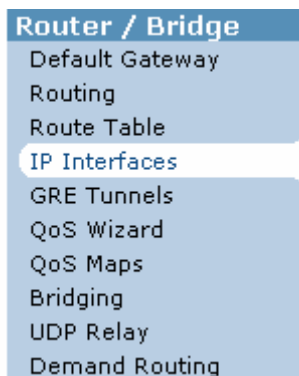 Router / Bridge
Default Gateway
Routing
Route Table
IP Interfaces
GRE Tunnels
QoS Wizard
QoS Maps
Bridging
UDP Relay
Demand Routing